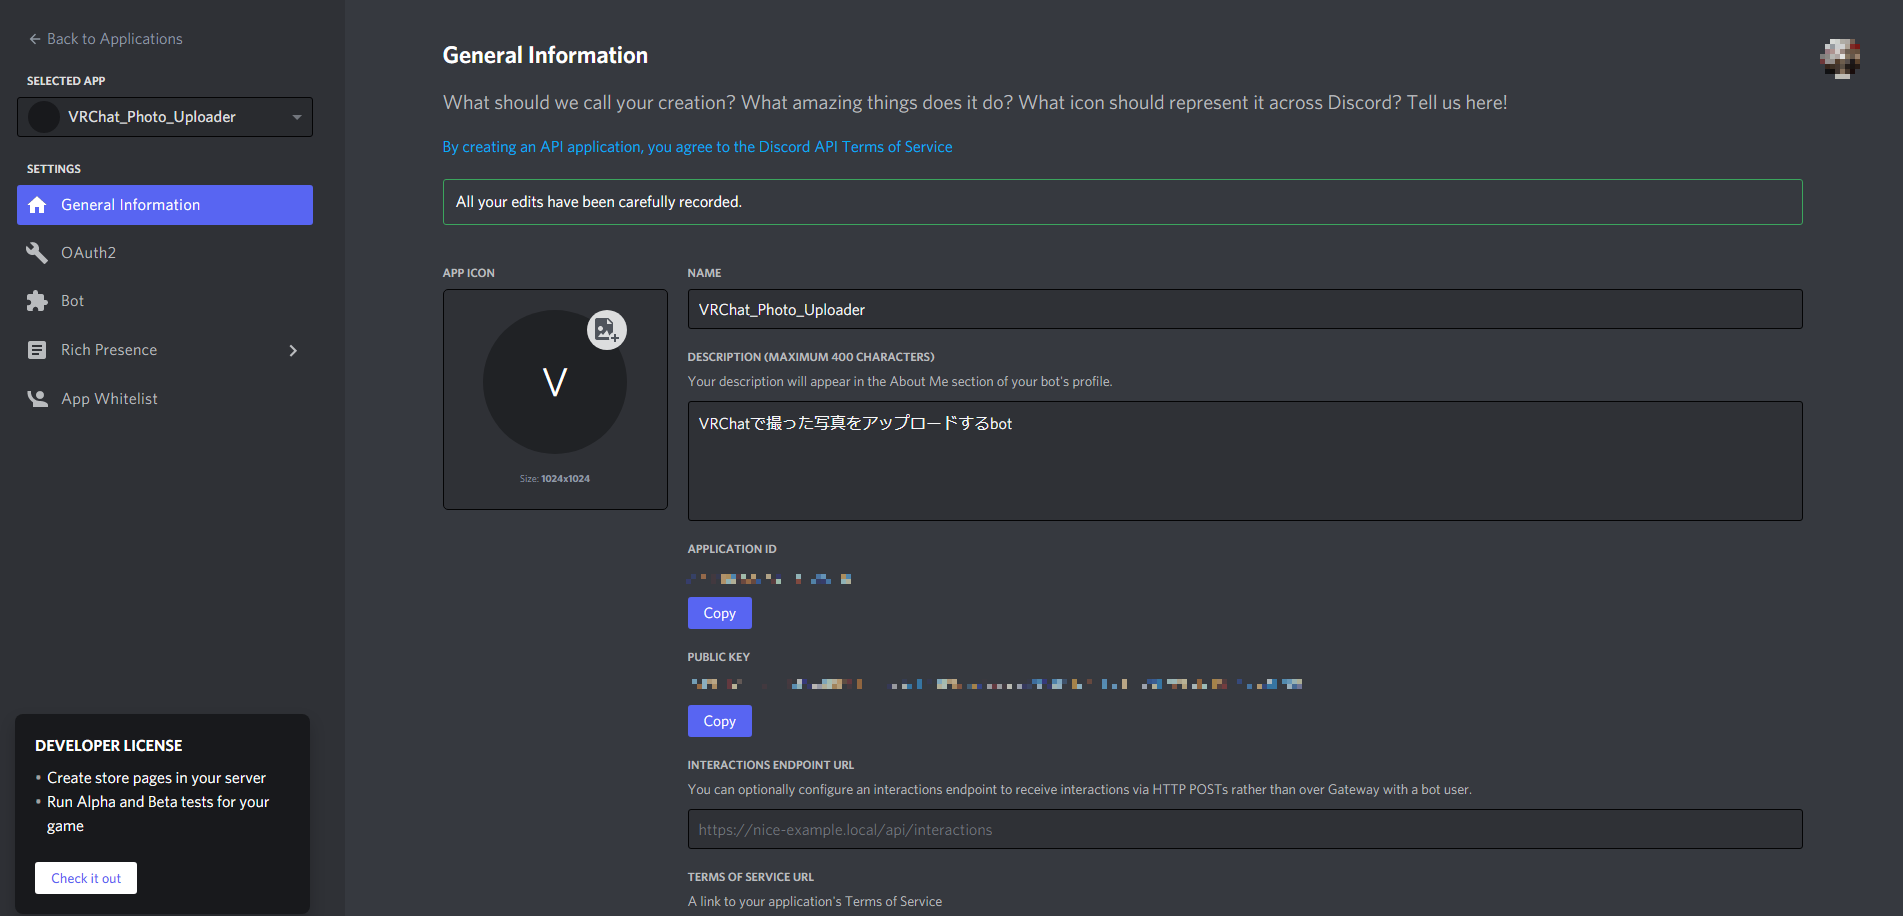 Back to Applications
SELECTED APP
VRChat_Photo_Uploader
SETTINGS
General Information
OAuth2
Bot
Rich Presence
App Whitelist
DEVELOPER LICENSE
• Create store pages in your server
• Run Alpha and Beta tests for your
game
Check it out
General Information
What should we call your creation? What amazing things does it do? What icon should represent it across Discord? Tell us here!
By creating an API application, you agree to the Discord API Terms of Service
All your edits have been carefully recorded.
APP ICON
V
Size: 1024x1024
NAME
VRChat_Photo_Uploader
DESCRIPTION (MAXIMUM 400 CHARACTERS)
Your description will appear in the About Me section of your bot's profile.
VRChatで撮った写真をアップロードするbot
APPLICATION ID
Copy
PUBLIC KEY
Copy
INTERACTIONS ENDPOINT URL
You can optionally configure an interactions endpoint to receive interactions via HTTP POSTs rather than over Gateway with a bot user.
https://nice-example.local/api/interactions
TERMS OF SERVICE URL
A link to your application's Terms of Service